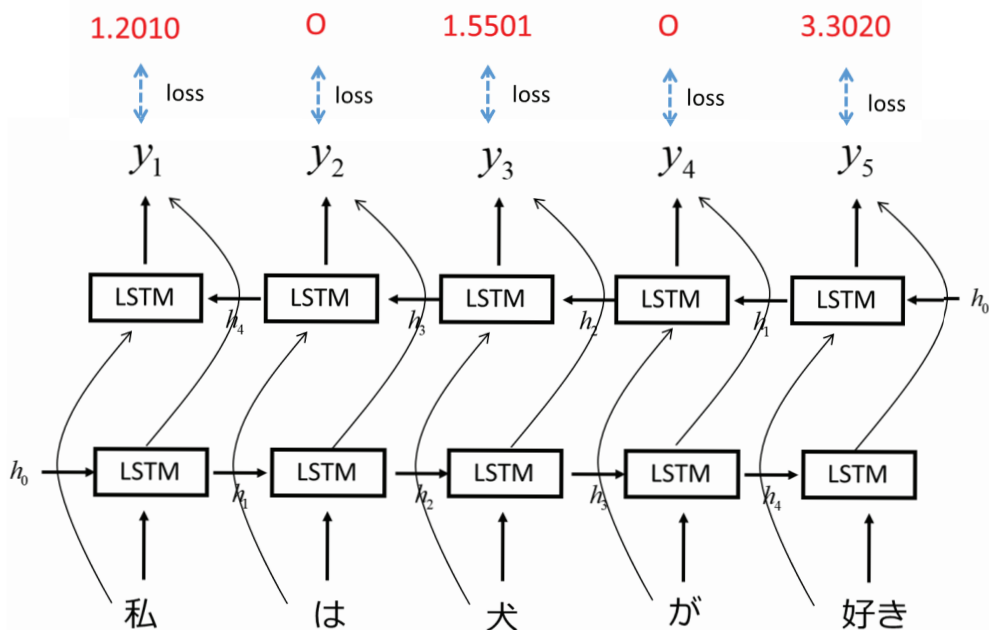 1.2010 O 1.5501 O 3.3020
loss loss loss loss loss
y₁ y₂ y₃ y₄ y₅
LSTM LSTM LSTM LSTM LSTM h₀
h₄ h₃ h₂ h₁
h₀ LSTM LSTM LSTM LSTM LSTM
h₁ h₂ h₃ h₄
私 は 犬 が 好き